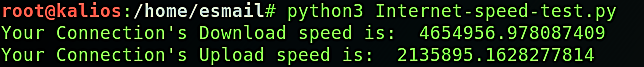 root@kalios:/home/esmail# python3 Internet-speed-test.py
Your Connection's Download speed is:  4654956.978087409
Your Connection's Upload speed is:  2135895.1628277814